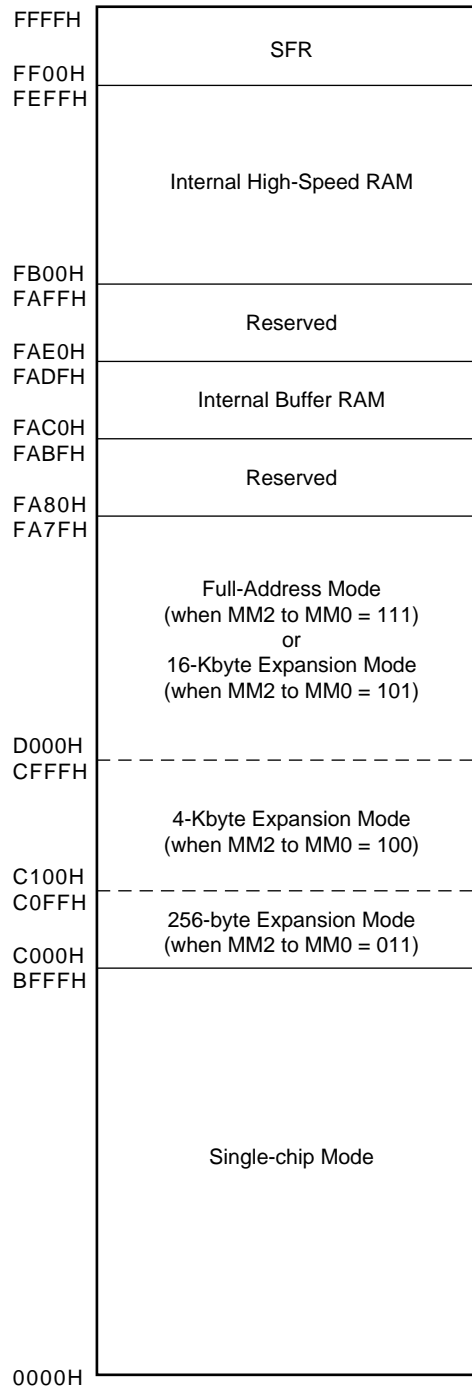 FFFFH
SFR
FF00H
FEFFH
Internal High-Speed RAM
FB00H
FAFFH
Reserved
FAE0H
FADFH
Internal Buffer RAM
FAC0H
FABFH
Reserved
FA80H
FA7FH
Full-Address Mode
(when MM2 to MM0 = 111)
or
16-Kbyte Expansion Mode
(when MM2 to MM0 = 101)
D000H
CFFFH
4-Kbyte Expansion Mode
(when MM2 to MM0 = 100)
C100H
C0FFH
256-byte Expansion Mode
(when MM2 to MM0 = 011)
C000H
BFFFH
Single-chip Mode
0000H